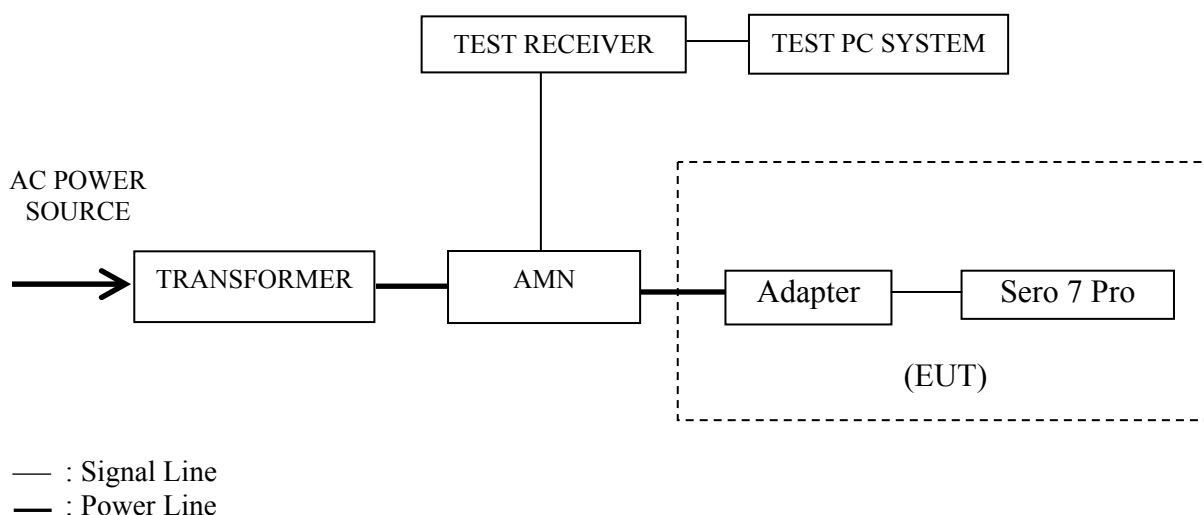 TEST RECEIVER
TEST PC SYSTEM
AC POWER
SOURCE
TRANSFORMER
AMN
Adapter
Sero 7 Pro
(EUT)
: Signal Line
: Power Line